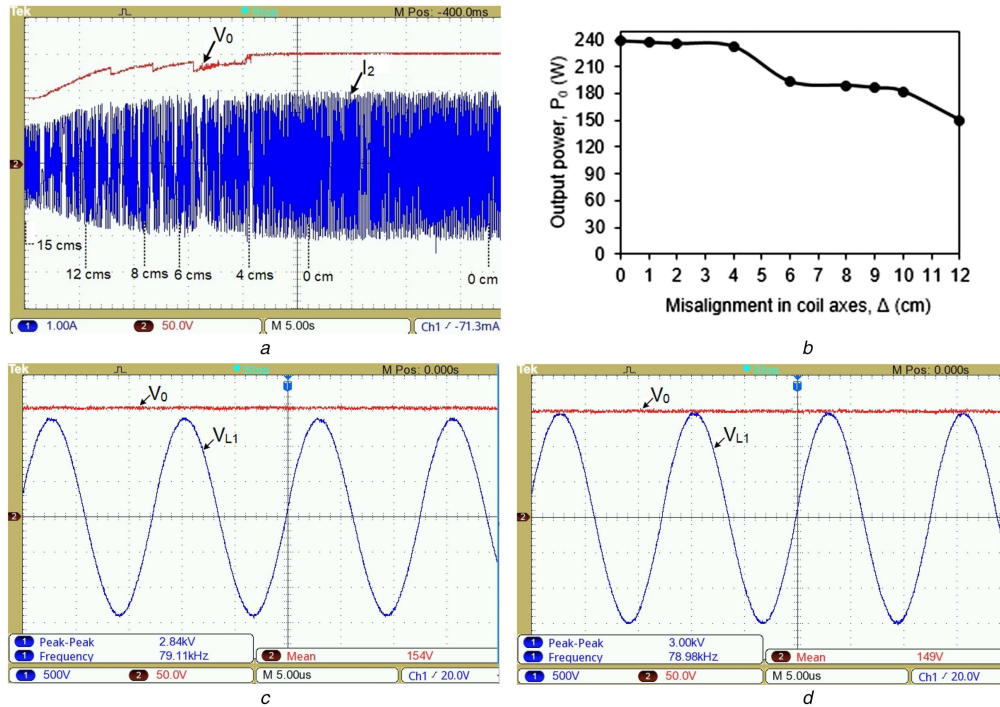 Tek
Stop
M Pos: -400.0ms
V0
I2
2
15 cms
12 cms
8 cms
6 cms
4 cms
0 cm
0 cm
1 1.00A
2 50.0V
M 5.00s
Ch1 ∕ -71.3mA
a
Output power, P0 (W)
240
210
180
150
120
90
60
30
0
0 1 2 3 4 5 6 7 8 9 10 11 12
Misalignment in coil axes, Δ (cm)
b
Tek
Stop
M Pos: 0.000s
T
V0
VL1
2
1 Peak-Peak 2.84kV
1 Frequency 79.11kHz
2 Mean 154V
1 500V
2 50.0V
M 5.00us
Ch1 ∕ 20.0V
c
Tek
Stop
M Pos: 0.000s
T
V0
VL1
2
1 Peak-Peak 3.00kV
1 Frequency 78.98kHz
2 Mean 149V
1 500V
2 50.0V
M 5.00us
Ch1 ∕ 20.0V
d